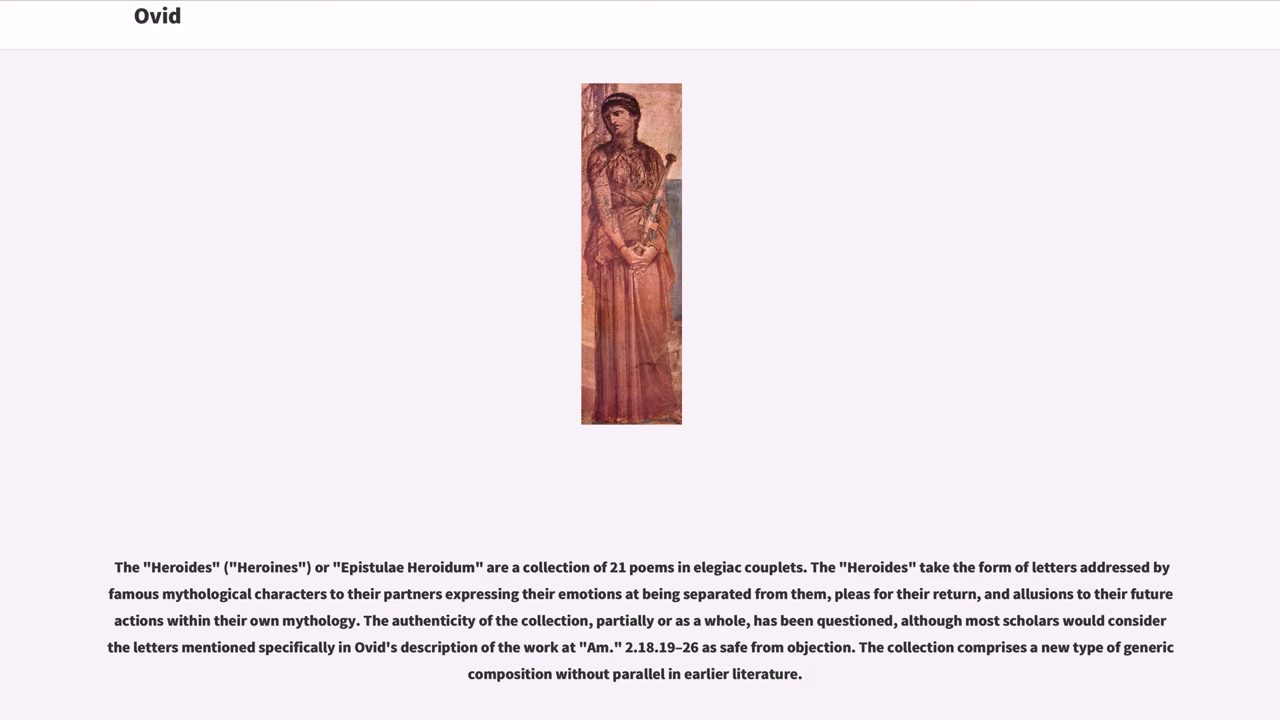 Ovid
The "Heroides" ("Heroines") or "Epistulae Heroidum" are a collection of 21 poems in elegiac couplets. The "Heroides" take the form of letters addressed by
famous mythological characters to their partners expressing their emotions at being separated from them, pleas for their return, and allusions to their future
actions within their own mythology. The authenticity of the collection, partially or as a whole, has been questioned, although most scholars would consider
the letters mentioned specifically in Ovid's description of the work at "Am." 2.18.19–26 as safe from objection. The collection comprises a new type of generic
composition without parallel in earlier literature.